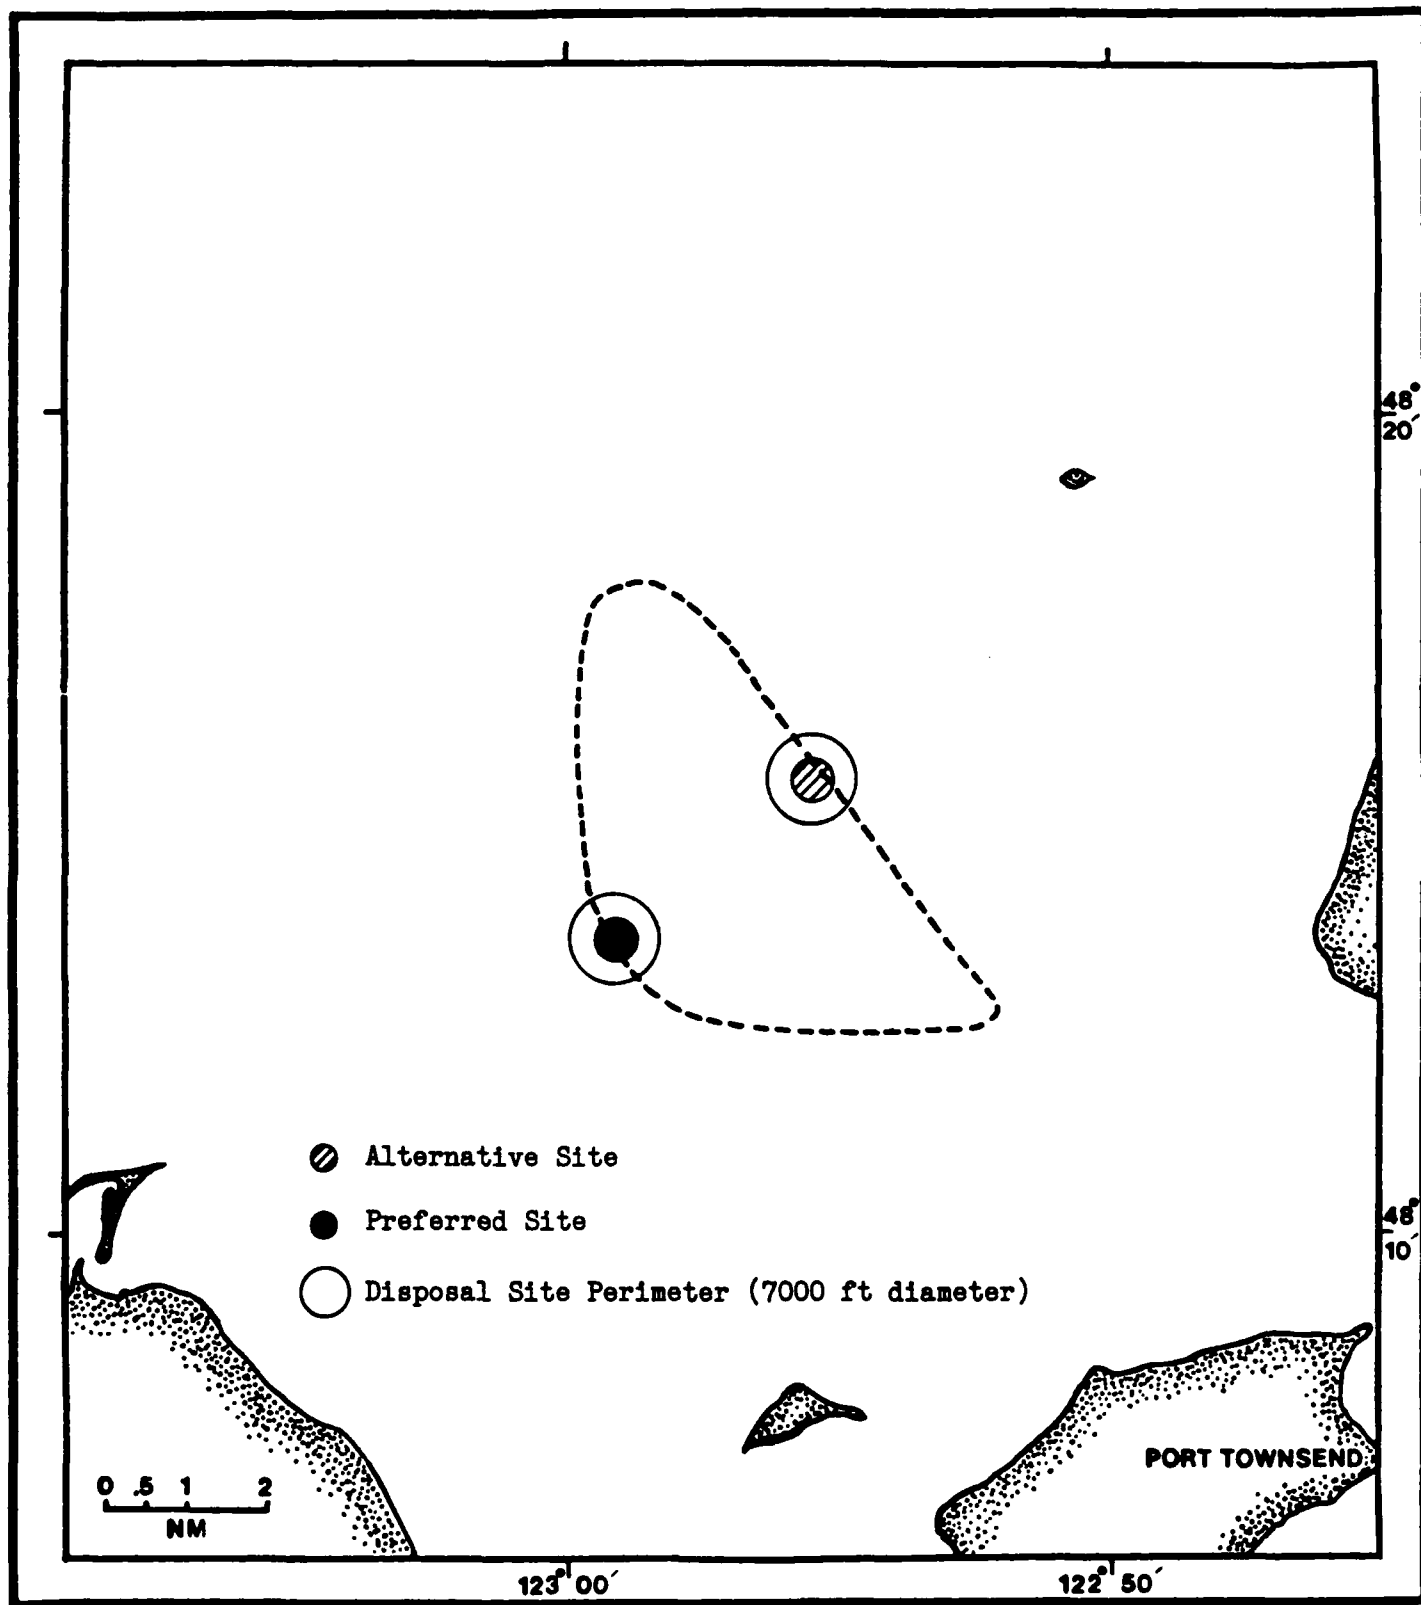 48°
20′
Alternative Site
Preferred Site
48°
10′
Disposal Site Perimeter (7000 ft diameter)
PORT TOWNSEND
0 .5 1 2
NM
123° 00′
122° 50′